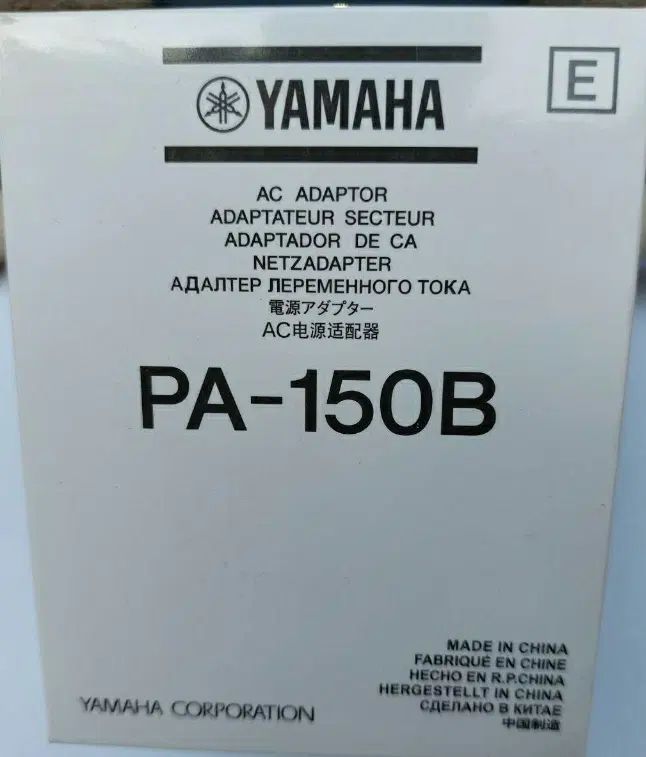 YAMAHA
E
AC ADAPTOR
ADAPTATEUR SECTEUR
ADAPTADOR DE CA
NETZADAPTER
АДАЛТЕР ЛЕРЕМЕННОГО ТОКА
電源アダプター
AC电源适配器
PA-150B
MADE IN CHINA
FABRIQUÉ EN CHINE
HECHO EN R.P.CHINA
HERGESTELLT IN CHINA
СДЕЛАНО В КИТАЕ
中国制造
YAMAHA CORPORATION